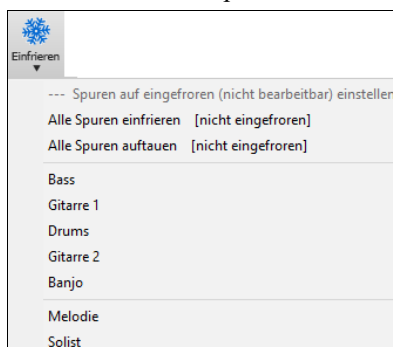 Einfrieren
--- Spuren auf eingefroren (nicht bearbeitbar) einstellen
Alle Spuren einfrieren [nicht eingefroren]
Alle Spuren auftauen [nicht eingefroren]
Bass
Gitarre 1
Drums
Gitarre 2
Banjo
Melodie
Solist